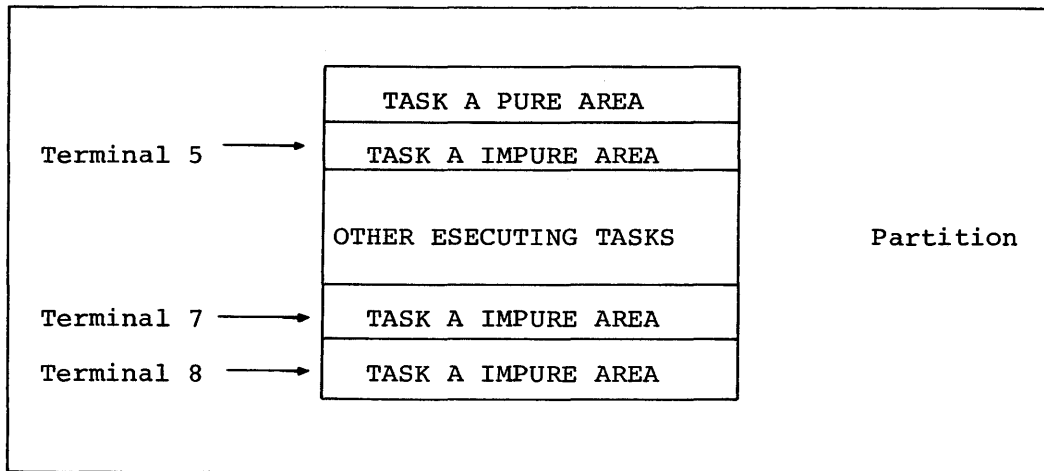 TASK A PURE AREA
Terminal 5
TASK A IMPURE AREA
OTHER ESECUTING TASKS
Partition
Terminal 7
TASK A IMPURE AREA
Terminal 8
TASK A IMPURE AREA